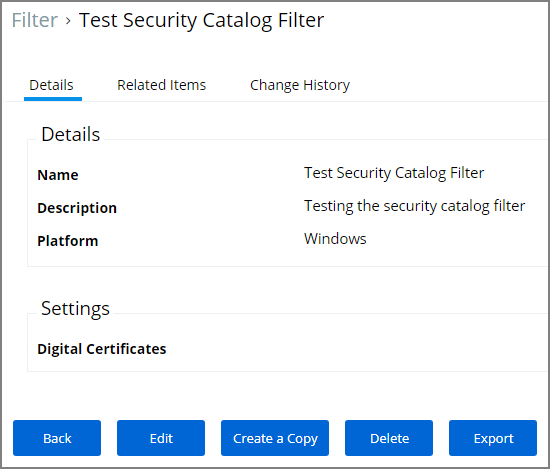 Filter › Test Security Catalog Filter
Details Related Items Change History
Details
Name Test Security Catalog Filter
Description Testing the security catalog filter
Platform Windows
Settings
Digital Certificates
Back Edit Create a Copy Delete Export